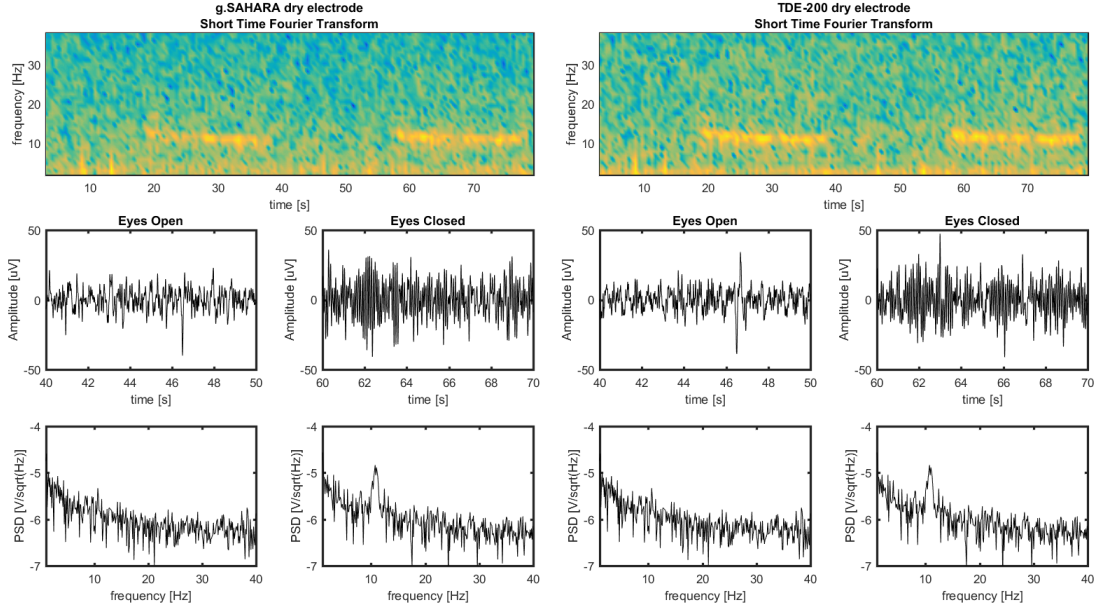 g.SAHARA dry electrode
Short Time Fourier Transform
frequency [Hz]
30
20
10
10 20 30 40 50 60 70
time [s]
TDE-200 dry electrode
Short Time Fourier Transform
frequency [Hz]
30
20
10
10 20 30 40 50 60 70
time [s]
Eyes Open
Amplitude [uV]
50
0
-50
40 42 44 46 48 50
time [s]
Eyes Closed
Amplitude [uV]
50
0
-50
60 62 64 66 68 70
time [s]
Eyes Open
Amplitude [uV]
50
0
-50
40 42 44 46 48 50
time [s]
Eyes Closed
Amplitude [uV]
50
0
-50
60 62 64 66 68 70
time [s]
PSD [V/sqrt(Hz)]
-4
-5
-6
-7
10 20 30 40
frequency [Hz]
PSD [V/sqrt(Hz)]
-4
-5
-6
-7
10 20 30 40
frequency [Hz]
PSD [V/sqrt(Hz)]
-4
-5
-6
-7
10 20 30 40
frequency [Hz]
PSD [V/sqrt(Hz)]
-4
-5
-6
-7
10 20 30 40
frequency [Hz]